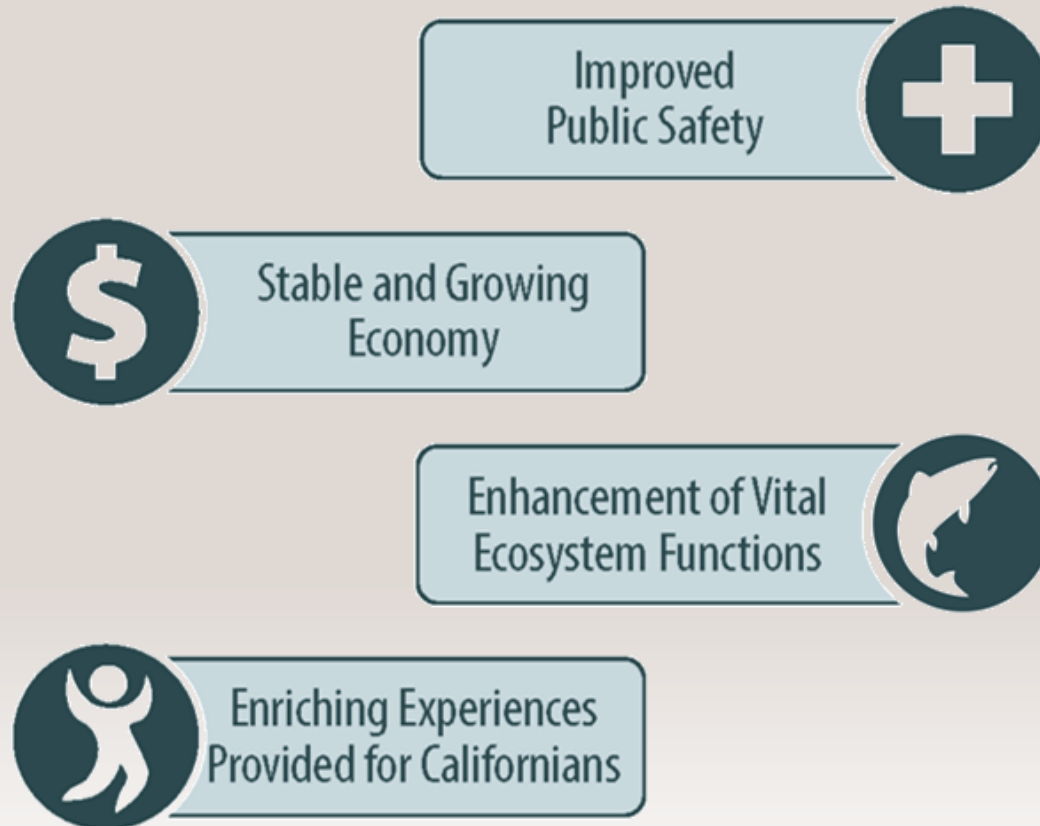 Improved
Public Safety
$
Stable and Growing
Economy
Enhancement of Vital
Ecosystem Functions
Enriching Experiences
Provided for Californians